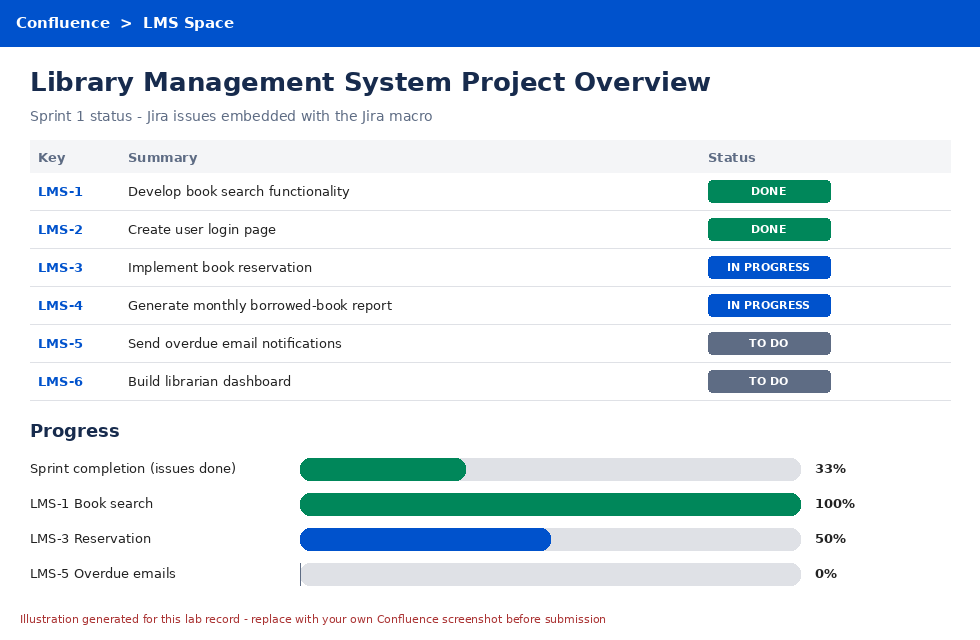 Confluence > LMS Space
Library Management System Project Overview
Sprint 1 status - Jira issues embedded with the Jira macro
Key Summary Status
LMS-1 Develop book search functionality DONE
LMS-2 Create user login page DONE
LMS-3 Implement book reservation IN PROGRESS
LMS-4 Generate monthly borrowed-book report IN PROGRESS
LMS-5 Send overdue email notifications TO DO
LMS-6 Build librarian dashboard TO DO
Progress
Sprint completion (issues done) 33%
LMS-1 Book search 100%
LMS-3 Reservation 50%
LMS-5 Overdue emails 0%
Illustration generated for this lab record - replace with your own Confluence screenshot before submission